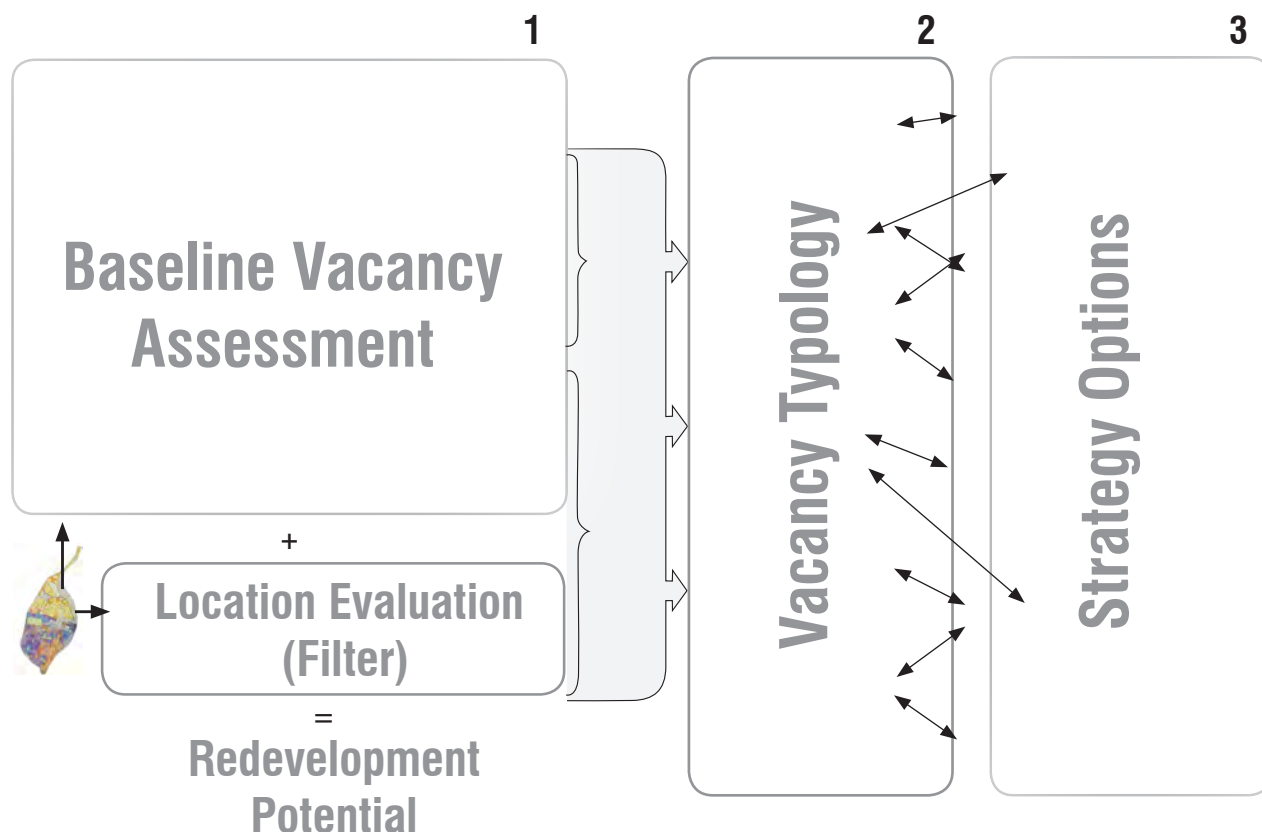 1
Baseline Vacancy
Assessment
+
Location Evaluation
(Filter)
=
Redevelopment
Potential
2
Vacancy Typology
3
Strategy Options